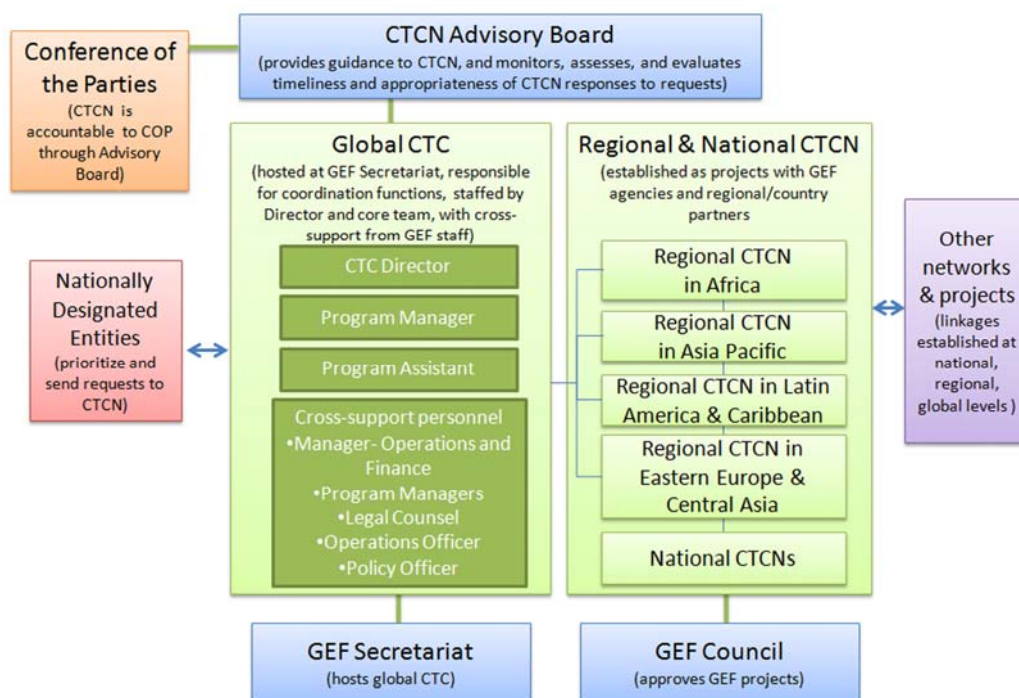 CTCN Advisory Board
(provides guidance to CTCN, and monitors, assesses, and evaluates
timeliness and appropriateness of CTCN responses to requests)
Conference of
the Parties
(CTCN is
accountable to COP
through Advisory
Board)
Global CTC
(hosted at GEF Secretariat, responsible
for coordination functions, staffed by
Director and core team, with cross-
support from GEF staff)
CTC Director
Program Manager
Program Assistant
Cross-support personnel
•Manager- Operations and
Finance
•Program Managers
•Legal Counsel
•Operations Officer
•Policy Officer
Regional & National CTCN
(established as projects with GEF
agencies and regional/country
partners
Regional CTCN
in Africa
Regional CTCN
in Asia Pacific
Regional CTCN in Latin
America & Caribbean
Regional CTCN in
Eastern Europe &
Central Asia
National CTCNs
Nationally
Designated
Entities
(prioritize and
send requests to
CTCN)
Other
networks
& projects
(linkages
established at
national,
regional,
global levels )
GEF Secretariat
(hosts global CTC)
GEF Council
(approves GEF projects)